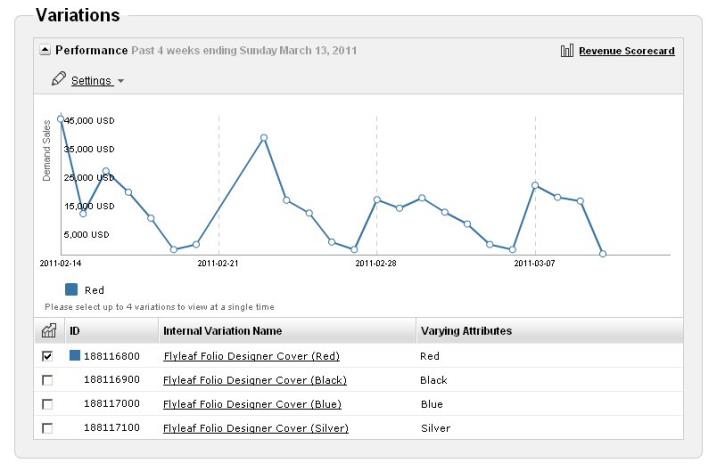 Variations
Performance Past 4 weeks ending Sunday March 13, 2011
Revenue Scorecard
Settings
Demand Sales
45,000 USD
35,000 USD
25,000 USD
15,000 USD
5,000 USD
2011-02-14 2011-02-21 2011-02-28 2011-03-07
Red
Please select up to 4 variations to view at a single time
ID Internal Variation Name Varying Attributes
188116800 Flyleaf Folio Designer Cover (Red) Red
188116900 Flyleaf Folio Designer Cover (Black) Black
188117000 Flyleaf Folio Designer Cover (Blue) Blue
188117100 Flyleaf Folio Designer Cover (Silver) Silver